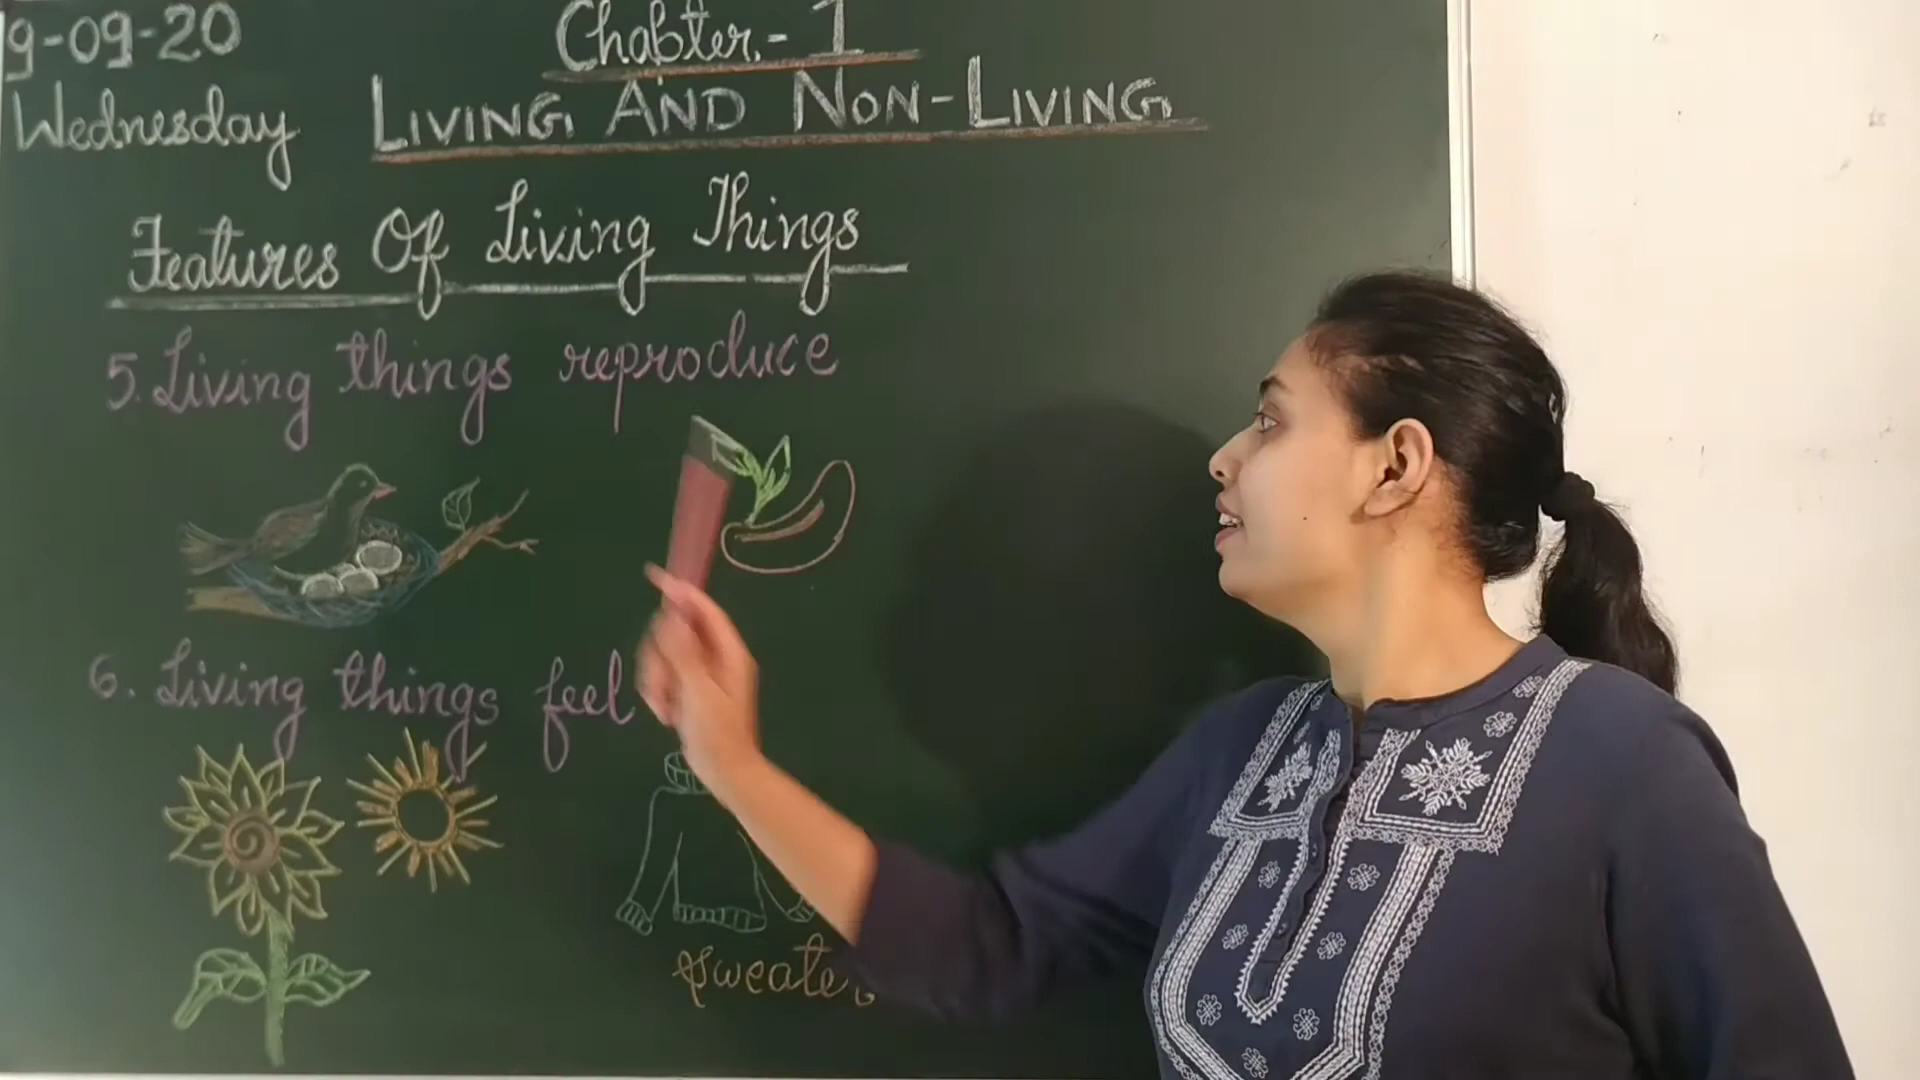 9-09-20
Chapter.- 1
Wednesday
LIVING AND NON-LIVING
Features Of Living Things
5. Living things reproduce
6. Living things feel